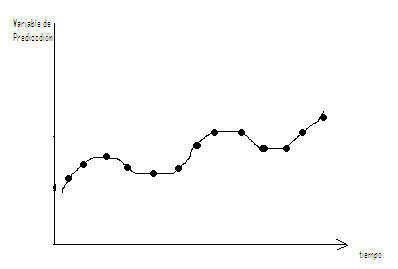 Variable de
Predicción
tiempo